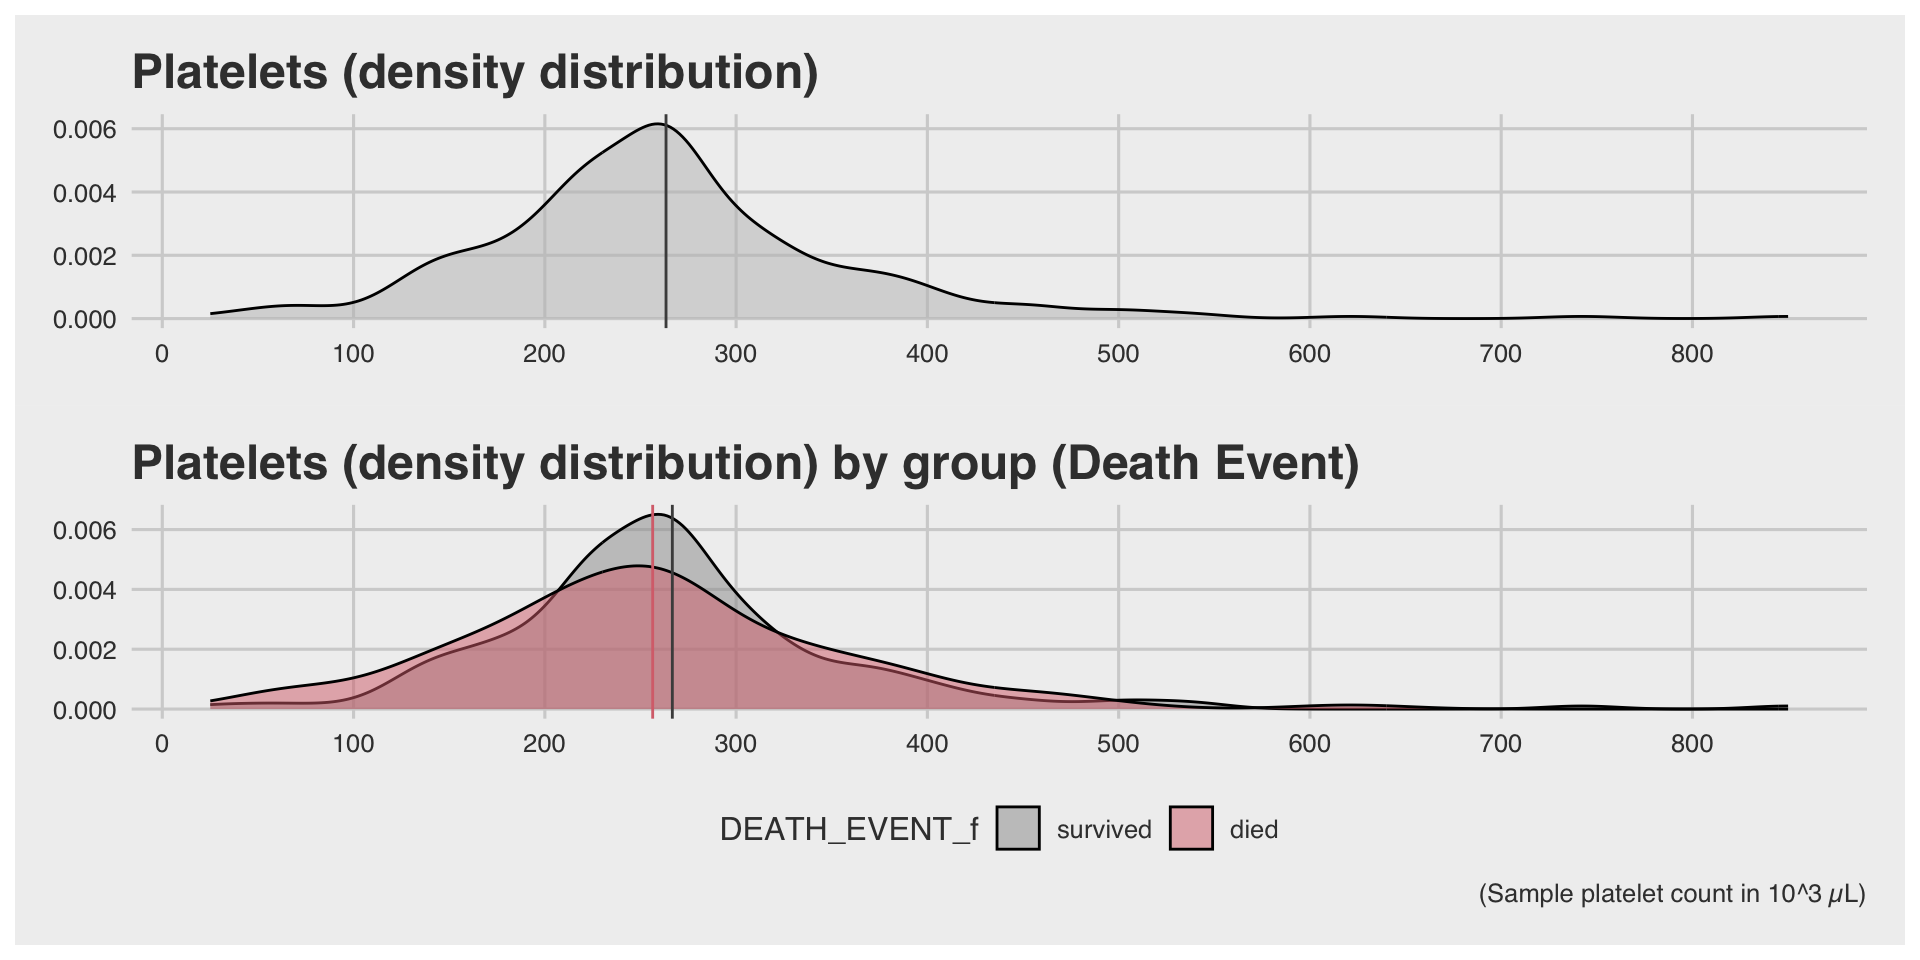 Platelets (density distribution)
0.006
0.004
0.002
0.000
0 100 200 300 400 500 600 700 800
Platelets (density distribution) by group (Death Event)
0.006
0.004
0.002
0.000
0 100 200 300 400 500 600 700 800
DEATH_EVENT_f survived died
(Sample platelet count in 10^3 µL)